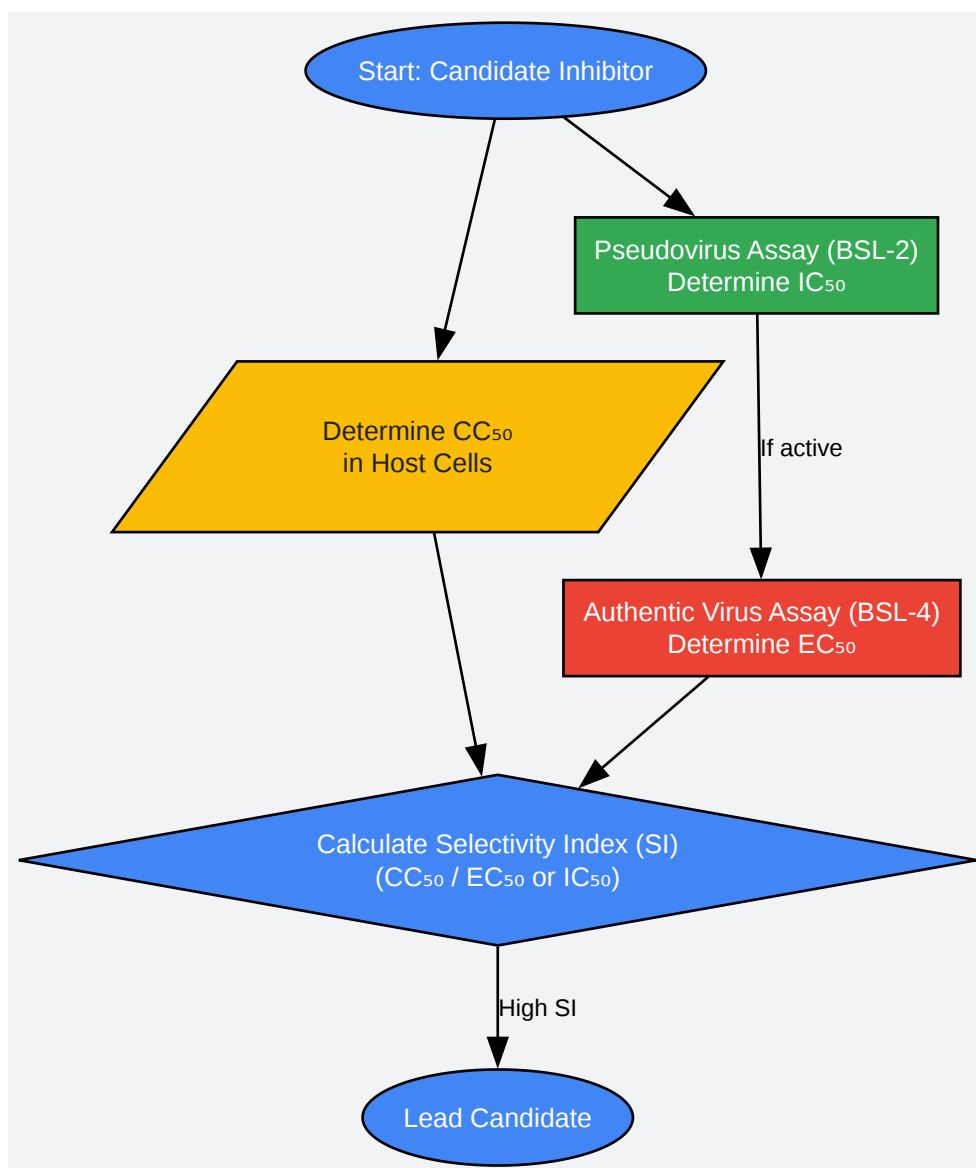 Start: Candidate Inhibitor
Pseudovirus Assay (BSL-2)
Determine IC₅₀
Determine CC₅₀
in Host Cells
If active
Authentic Virus Assay (BSL-4)
Determine EC₅₀
Calculate Selectivity Index (SI)
(CC₅₀ / EC₅₀ or IC₅₀)
High SI
Lead Candidate